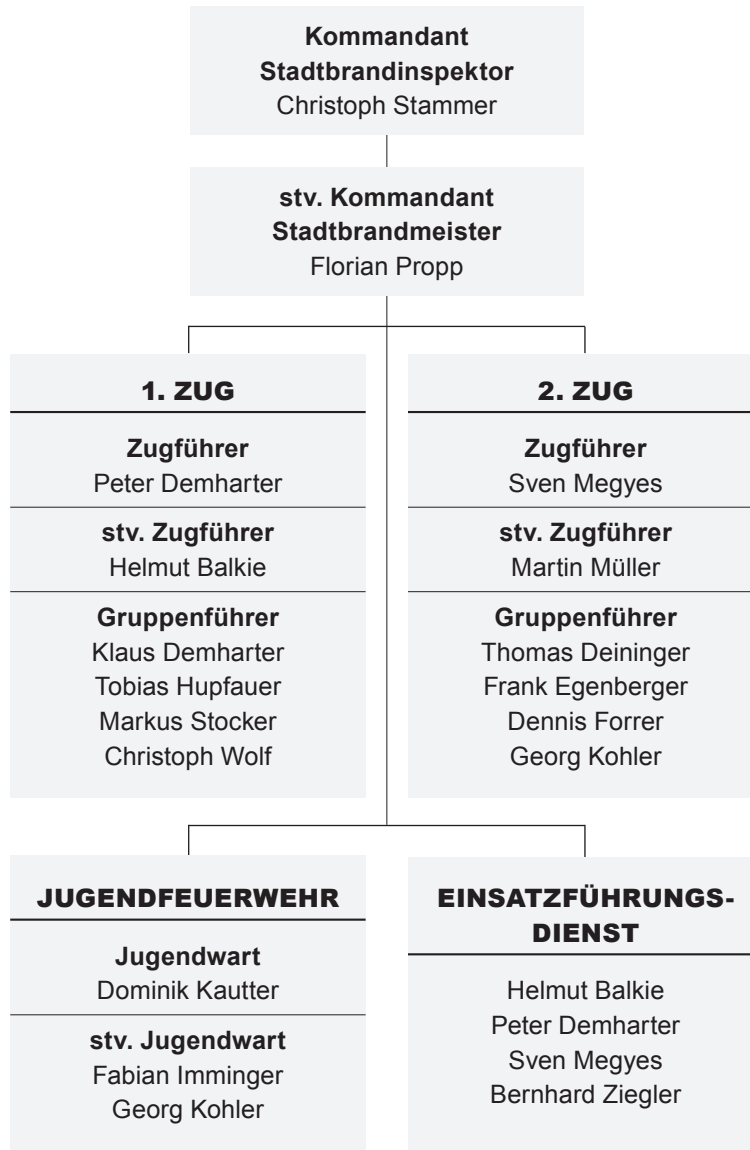 Kommandant
Stadtbrandinspektor
Christoph Stammer
stv. Kommandant
Stadtbrandmeister
Florian Propp
1. ZUG
Zugführer
Peter Demharter
stv. Zugführer
Helmut Balkie
Gruppenführer
Klaus Demharter
Tobias Hupfauer
Markus Stocker
Christoph Wolf
2. ZUG
Zugführer
Sven Megyes
stv. Zugführer
Martin Müller
Gruppenführer
Thomas Deininger
Frank Egenberger
Dennis Forrer
Georg Kohler
JUGENDFEUERWEHR
Jugendwart
Dominik Kautter
stv. Jugendwart
Fabian Imminger
Georg Kohler
EINSATZFÜHRUNGS-
DIENST
Helmut Balkie
Peter Demharter
Sven Megyes
Bernhard Ziegler